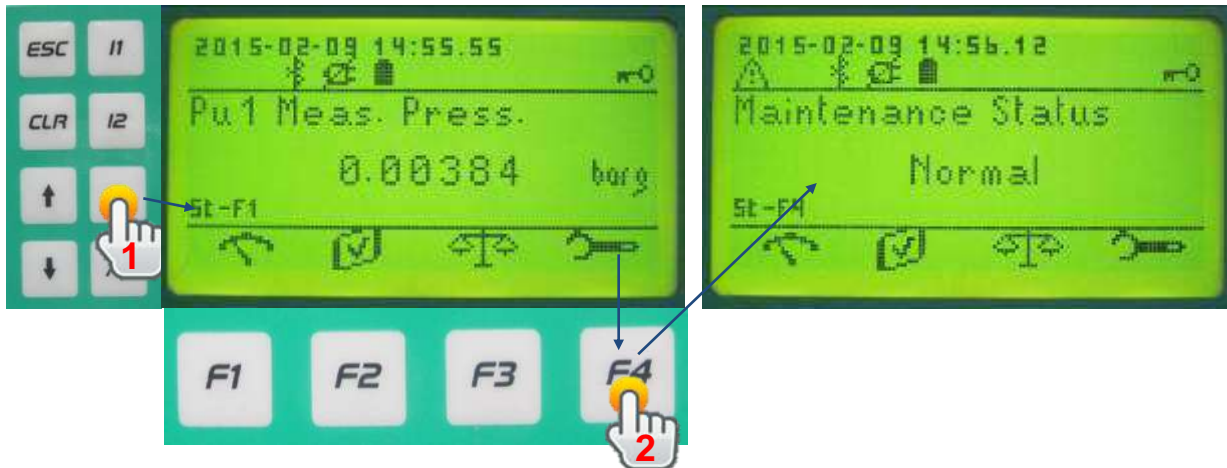 ESC
I1
CLR
I2
1
2015-02-09 14:55.55
Pu1 Meas. Press.
0.00384 barg
St-F1
F1
F2
F3
F4
2
2015-02-09 14:56.12
Maintenance Status
Normal
St-F4